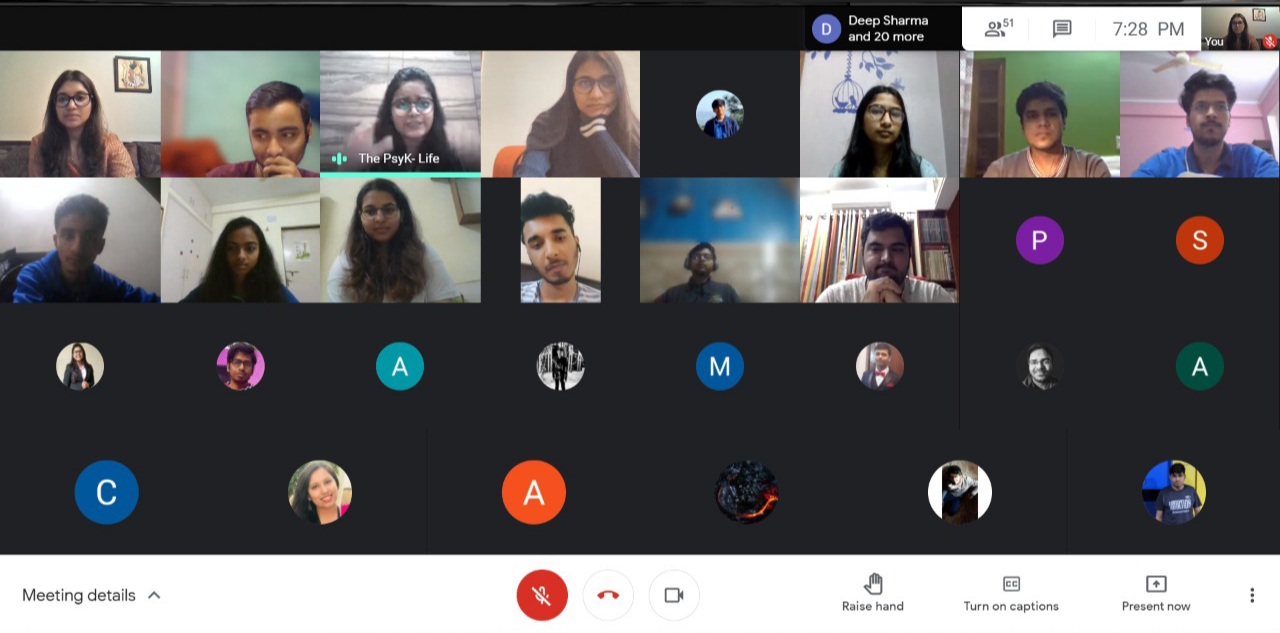 D
Deep Sharma
and 20 more
51
7:28 PM
You
The PsyK- Life
P
S
A
M
A
C
A
Meeting details
Raise hand
Turn on captions
Present now
CC